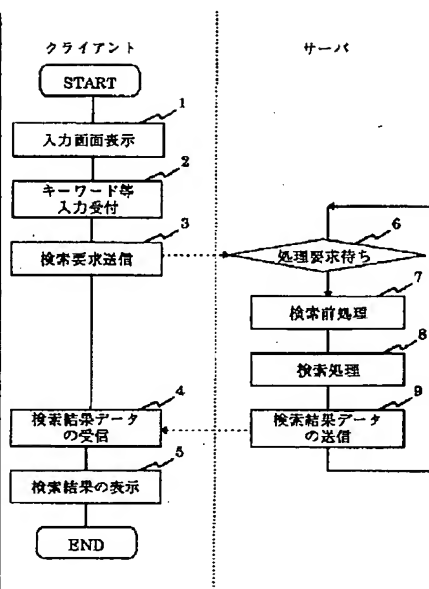 クライアント
サーバ
START
1
入力画面表示
2
キーワード等
入力受付
3
検索要求送信
6
処理要求待ち
7
検索前処理
8
検索処理
9
検索結果データ
の送信
4
検索結果データ
の受信
5
検索結果の表示
END